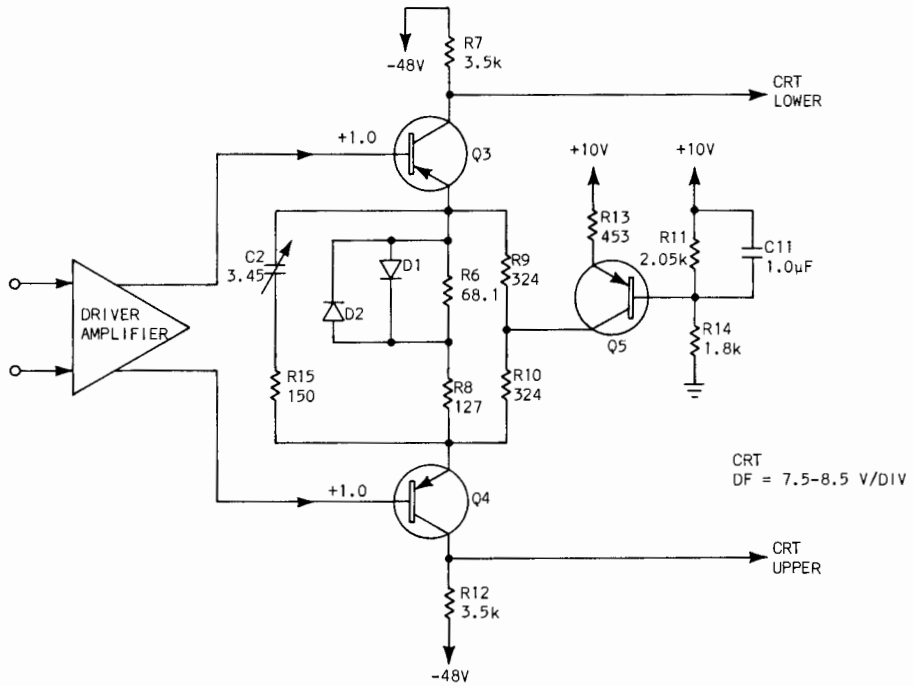 R7
3.5k
-48V
CRT
LOWER
+1.0
Q3
+10V
+10V
R13
453
R11
2.05k
C11
1.0µF
C2
3.45
D1
R6
68.1
R9
324
D2
DRIVER
AMPLIFIER
Q5
R14
1.8k
R15
150
R8
127
R10
324
CRT
DF = 7.5-8.5 V/DIV
+1.0
Q4
CRT
UPPER
R12
3.5k
-48V